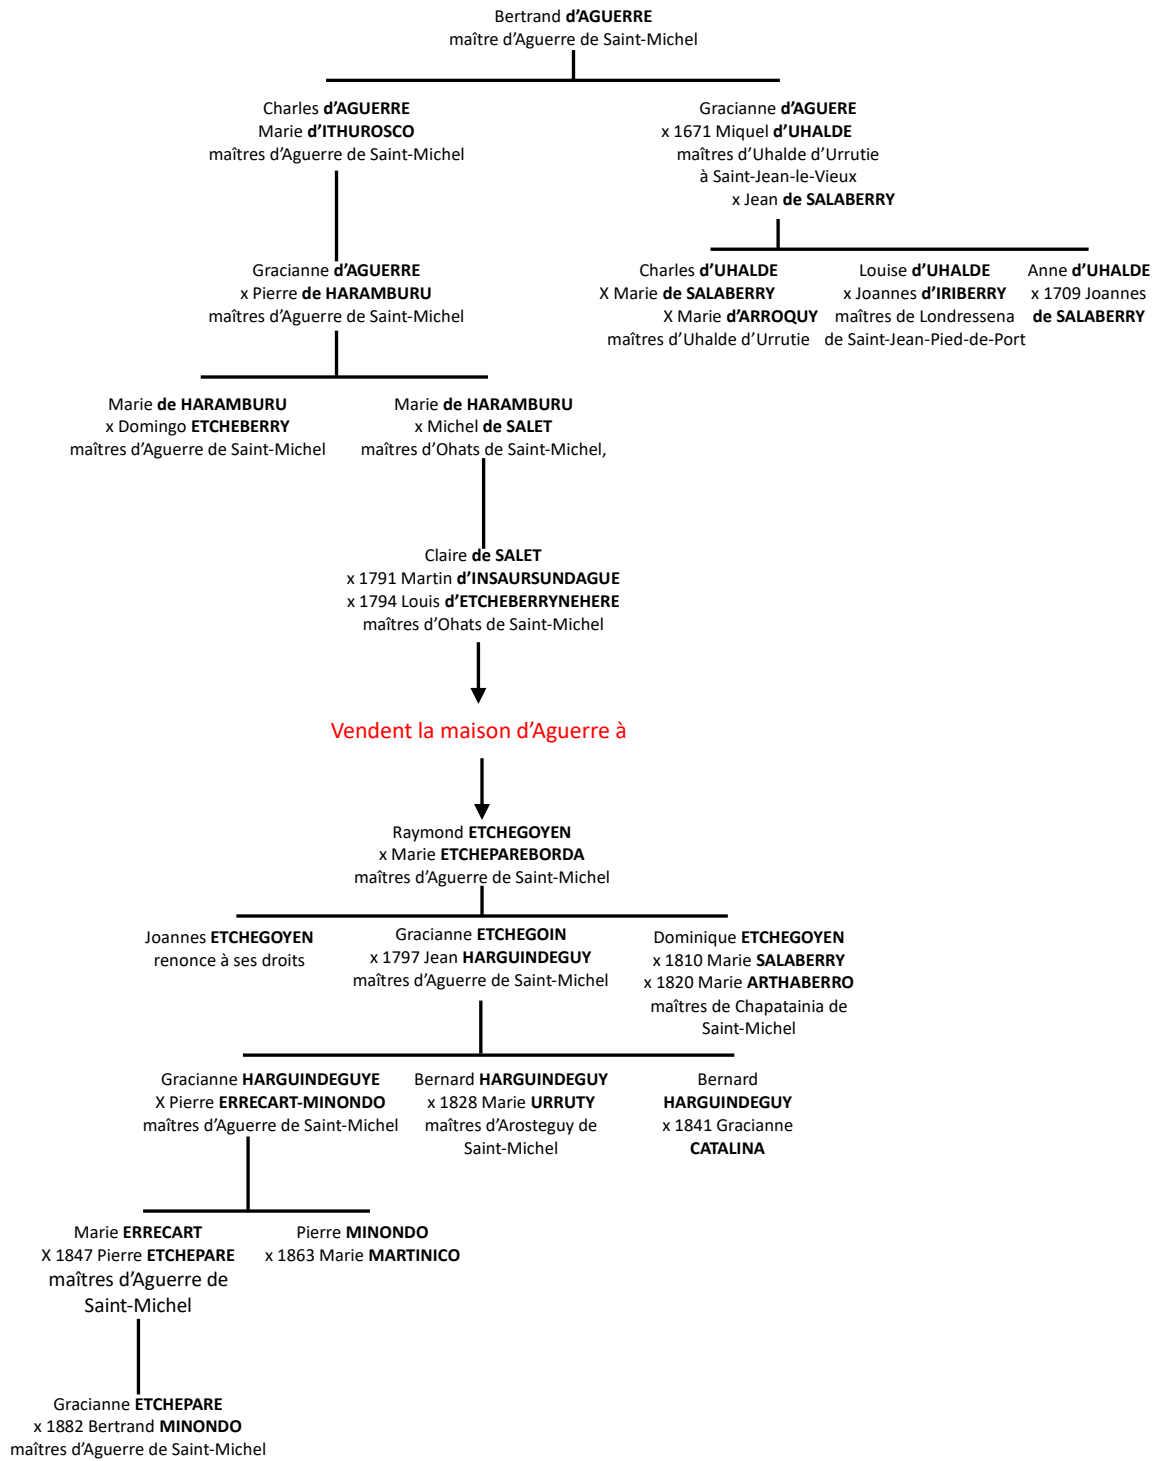 Bertrand d’AGUERRE
maître d’Aguerre de Saint-Michel
Charles d’AGUERRE
Marie d’ITHUROSCO
maîtres d’Aguerre de Saint-Michel
Gracianne d’AGUERE
x 1671 Miquel d’UHALDE
maîtres d’Uhalde d’Urrutie
à Saint-Jean-le-Vieux
x Jean de SALABERRY
Gracianne d’AGUERRE
x Pierre de HARAMBURU
maîtres d’Aguerre de Saint-Michel
Charles d’UHALDE
X Marie de SALABERRY
X Marie d’ARROQUY
maîtres d’Uhalde d’Urrutie
Louise d’UHALDE
x Joannes d’IRIBERRY
maîtres de Londressena
de Saint-Jean-Pied-de-Port
Anne d’UHALDE
x 1709 Joannes
de SALABERRY
Marie de HARAMBURU
x Domingo ETCHEBERRY
maîtres d’Aguerre de Saint-Michel
Marie de HARAMBURU
x Michel de SALET
maîtres d’Ohats de Saint-Michel,
Claire de SALET
x 1791 Martin d’INSAURSUNDAGUE
x 1794 Louis d’ETCHEBERRYNEHERE
maîtres d’Ohats de Saint-Michel
Vendent la maison d’Aguerre à
Raymond ETCHEGOYEN
x Marie ETCHEPAREBORDA
maîtres d’Aguerre de Saint-Michel
Joannes ETCHEGOYEN
renonce à ses droits
Gracianne ETCHEGOIN
x 1797 Jean HARGUINDEGUY
maîtres d’Aguerre de Saint-Michel
Dominique ETCHEGOYEN
x 1810 Marie SALABERRY
x 1820 Marie ARTHABERRO
maîtres de Chapatainia de
Saint-Michel
Gracianne HARGUINDEGUYE
X Pierre ERRECART-MINONDO
maîtres d’Aguerre de Saint-Michel
Bernard HARGUINDEGUY
x 1828 Marie URRUTY
maîtres d’Arosteguy de
Saint-Michel
Bernard
HARGUINDEGUY
x 1841 Gracianne
CATALINA
Marie ERRECART
X 1847 Pierre ETCHEPARE
maîtres d’Aguerre de
Saint-Michel
Pierre MINONDO
x 1863 Marie MARTINICO
Gracianne ETCHEPARE
x 1882 Bertrand MINONDO
maîtres d’Aguerre de Saint-Michel